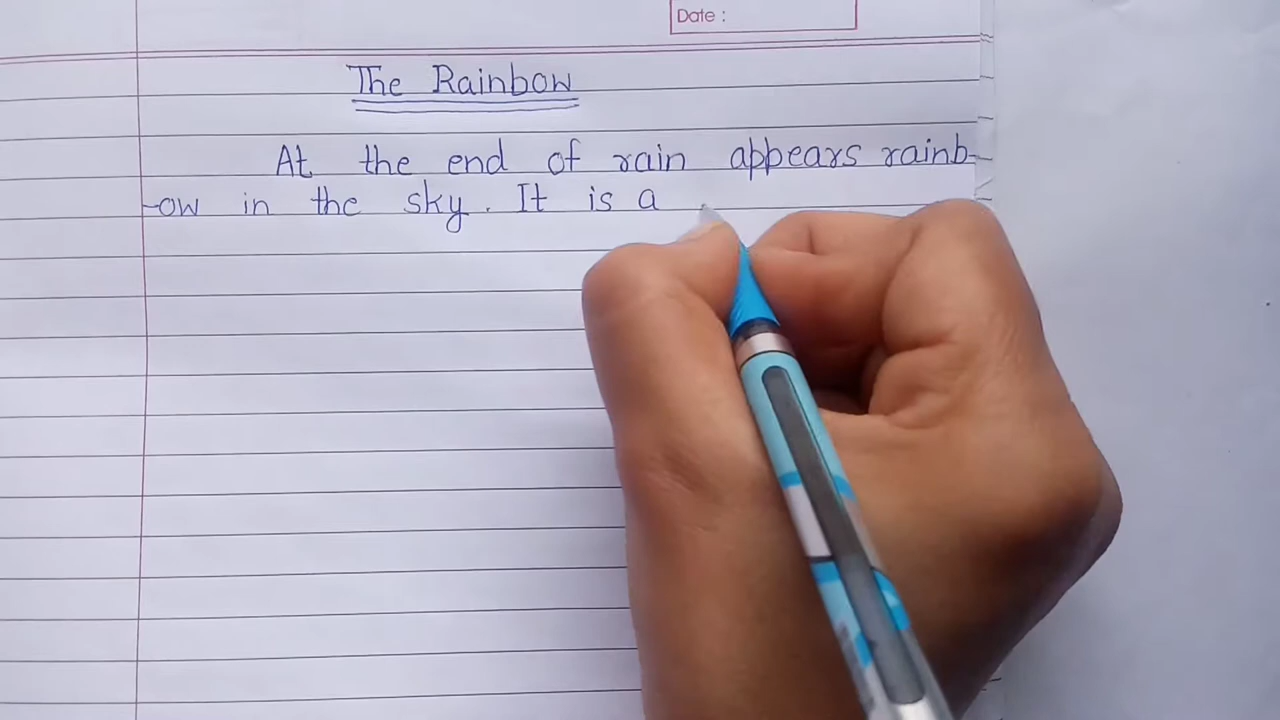 Date :
The Rainbow
At the end of rain appears rainb-
-ow in the sky. It is a